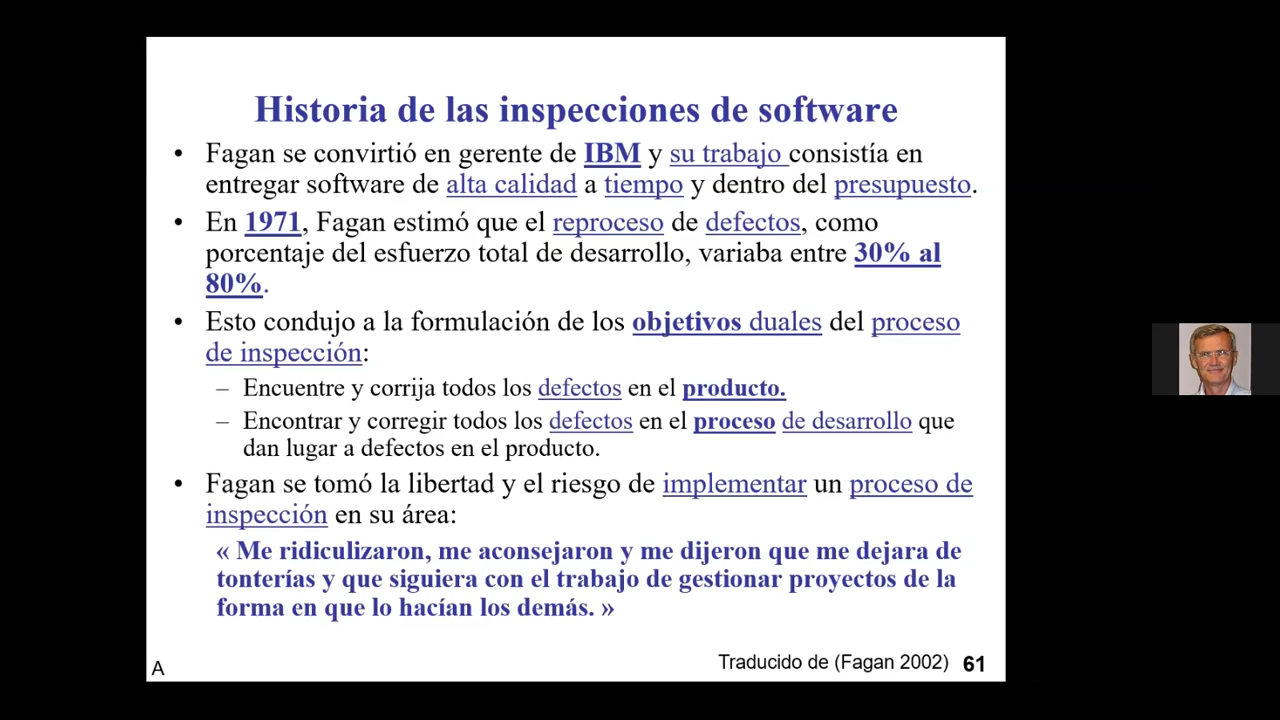 Historia de las inspecciones de software
• Fagan se convirtió en gerente de IBM y su trabajo consistía en
entregar software de alta calidad a tiempo y dentro del presupuesto.
• En 1971, Fagan estimó que el reproceso de defectos, como
porcentaje del esfuerzo total de desarrollo, variaba entre 30% al
80%.
• Esto condujo a la formulación de los objetivos duales del proceso
de inspección:
– Encuentre y corrija todos los defectos en el producto.
– Encontrar y corregir todos los defectos en el proceso de desarrollo que
dan lugar a defectos en el producto.
• Fagan se tomó la libertad y el riesgo de implementar un proceso de
inspección en su área:
« Me ridiculizaron, me aconsejaron y me dijeron que me dejara de
tonterías y que siguiera con el trabajo de gestionar proyectos de la
forma en que lo hacían los demás. »
A
Traducido de (Fagan 2002) 61